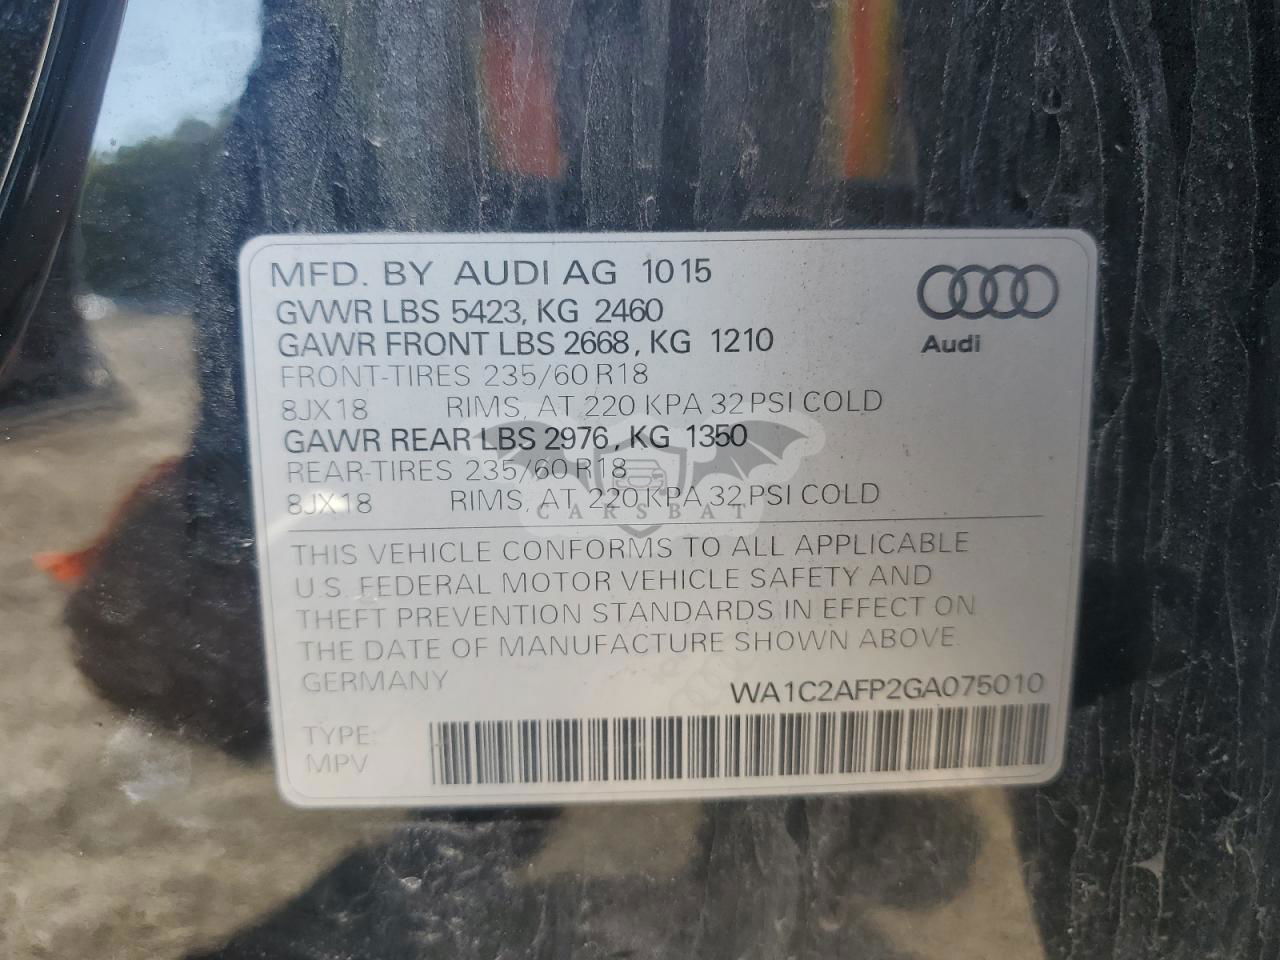 MFD. BY AUDI AG 1015
GVWR LBS 5423, KG 2460
GAWR FRONT LBS 2668, KG 1210
FRONT-TIRES 235/60 R18
8JX18 RIMS, AT 220 KPA 32 PSI COLD
GAWR REAR LBS 2976, KG 1350
REAR-TIRES 235/60 R18
8JX18 RIMS, AT 220 KPA 32 PSI COLD
Audi
CARSBAT
THIS VEHICLE CONFORMS TO ALL APPLICABLE
U.S. FEDERAL MOTOR VEHICLE SAFETY AND
THEFT PREVENTION STANDARDS IN EFFECT ON
THE DATE OF MANUFACTURE SHOWN ABOVE.
GERMANY WA1C2AFP2GA075010
TYPE:
MPV